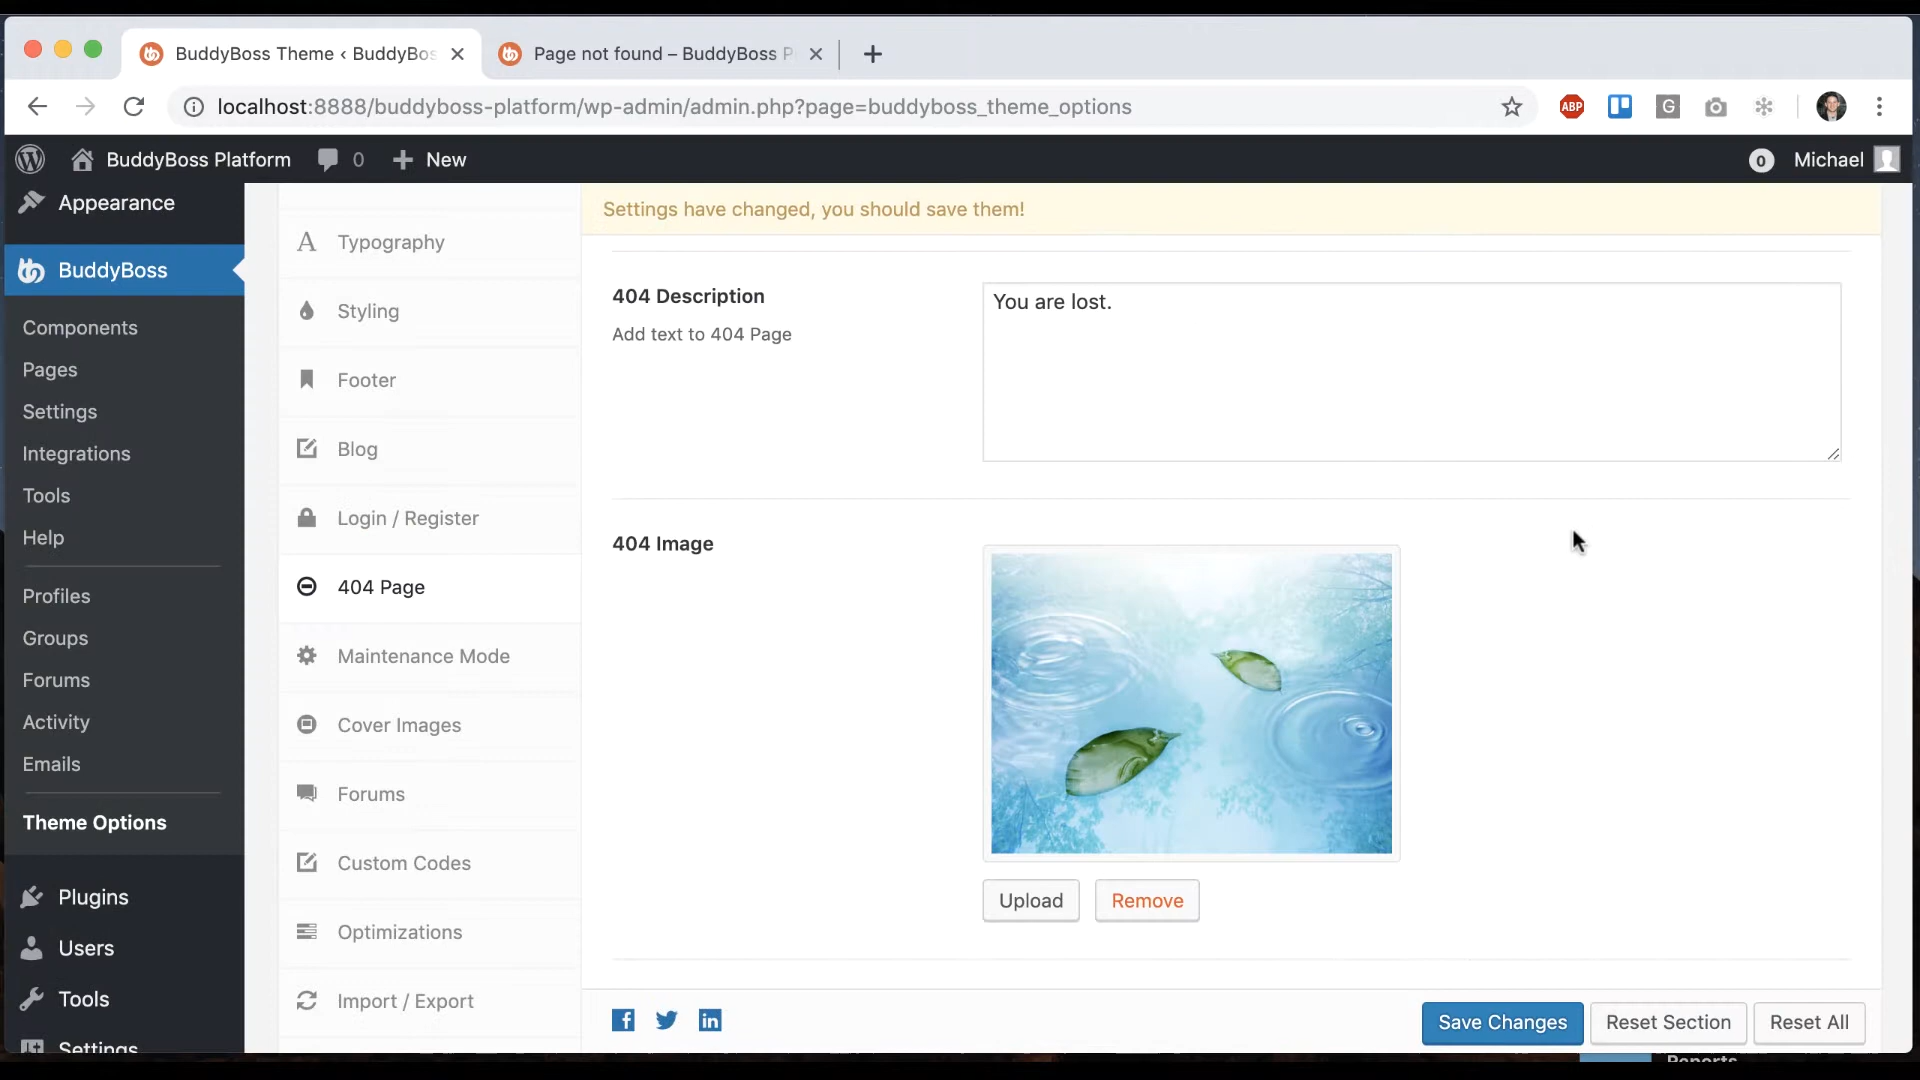 BuddyBoss Theme ‹ BuddyBos
Page not found – BuddyBoss P
localhost:8888/buddyboss-platform/wp-admin/admin.php?page=buddyboss_theme_options
ABP
G
BuddyBoss Platform
0
New
0
Michael
Appearance
BuddyBoss
Components
Pages
Settings
Integrations
Tools
Help
Profiles
Groups
Forums
Activity
Emails
Theme Options
Plugins
Users
Tools
Settings
Typography
Styling
Footer
Blog
Login / Register
404 Page
Maintenance Mode
Cover Images
Forums
Custom Codes
Optimizations
Import / Export
Settings have changed, you should save them!
404 Description
Add text to 404 Page
You are lost.
404 Image
Upload
Remove
Save Changes
Reset Section
Reset All
Reports